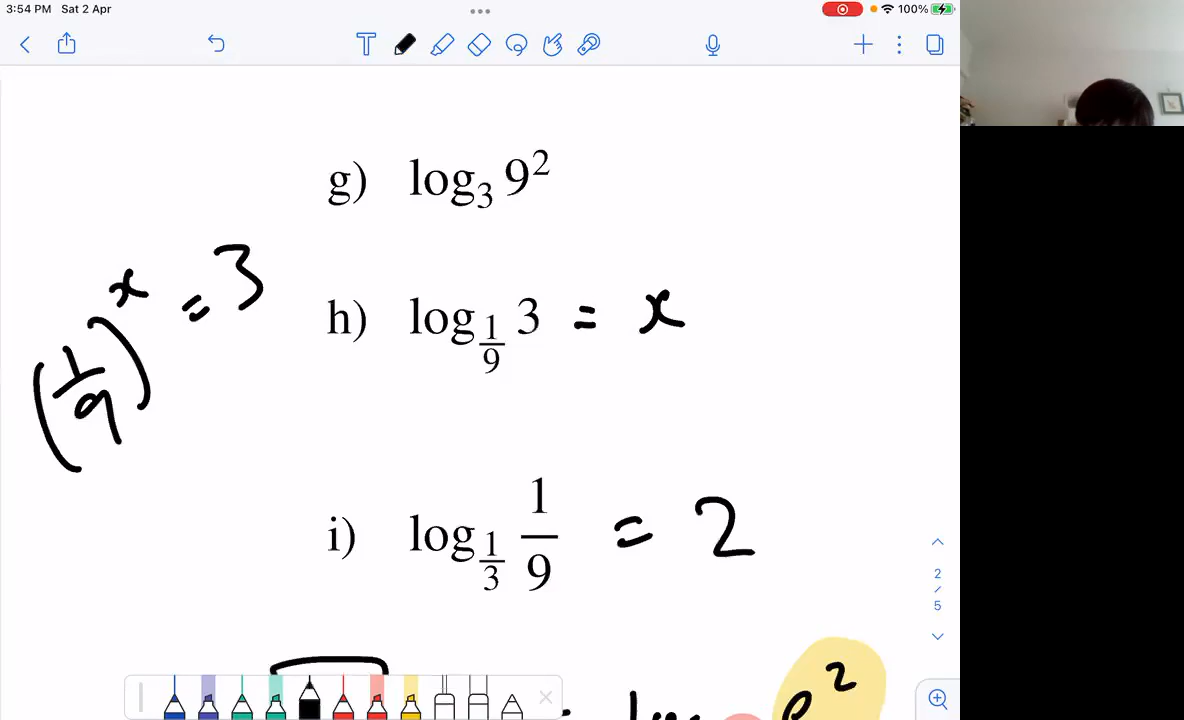 3:54 PM Sat 2 Apr
100%
T
g) log₃ 9²
(1/9)ˣ = 3
h) log_{1/9} 3 = x
i) log_{1/3} 1/9 = 2
2/5
e²